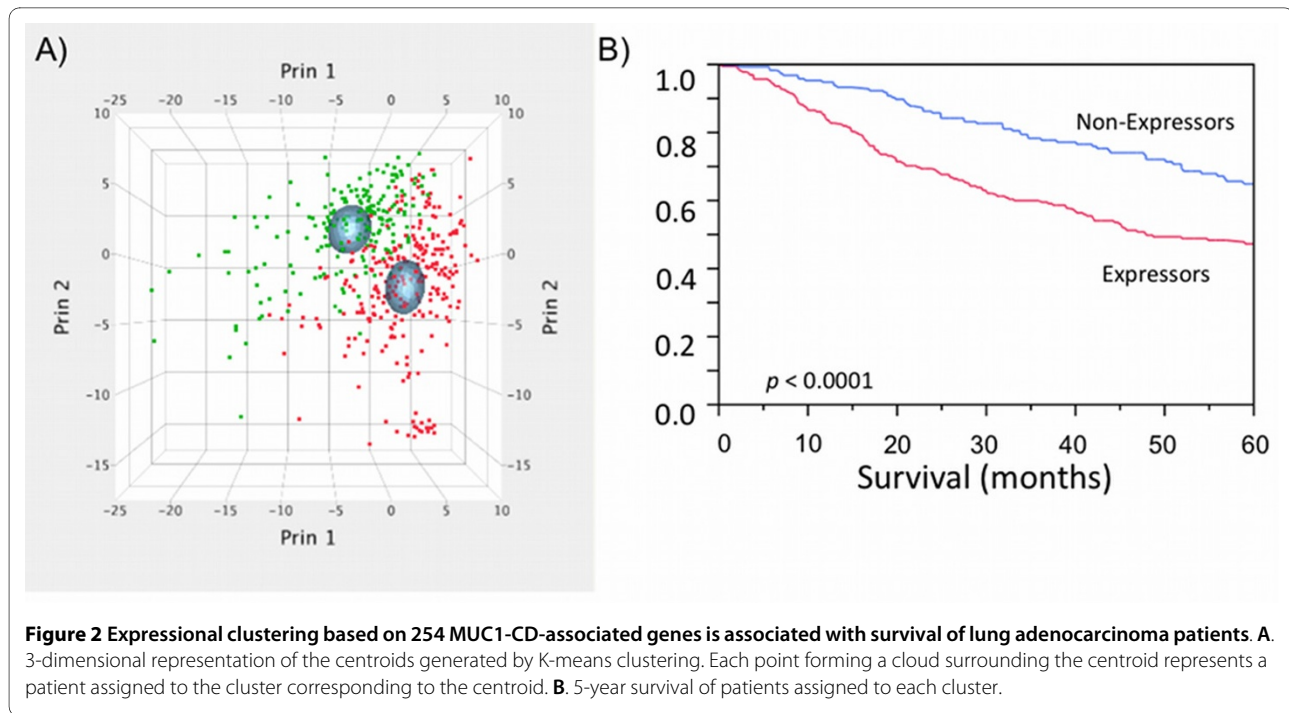 A)
Prin 1
−25 −20 −15 −10 −5 0 5 10
10 10
5 5
0 0
Prin 2 Prin 2
−5 −5
−10 −10
−15 −15
−25 −20 −15 −10 −5 0 5 10
Prin 1
B)
1.0
0.8
0.6
0.4
0.2
0.0
Non-Expressors
Expressors
p < 0.0001
0 10 20 30 40 50 60
Survival (months)
Figure 2 Expressional clustering based on 254 MUC1-CD-associated genes is associated with survival of lung adenocarcinoma patients. A.
3-dimensional representation of the centroids generated by K-means clustering. Each point forming a cloud surrounding the centroid represents a
patient assigned to the cluster corresponding to the centroid. B. 5-year survival of patients assigned to each cluster.